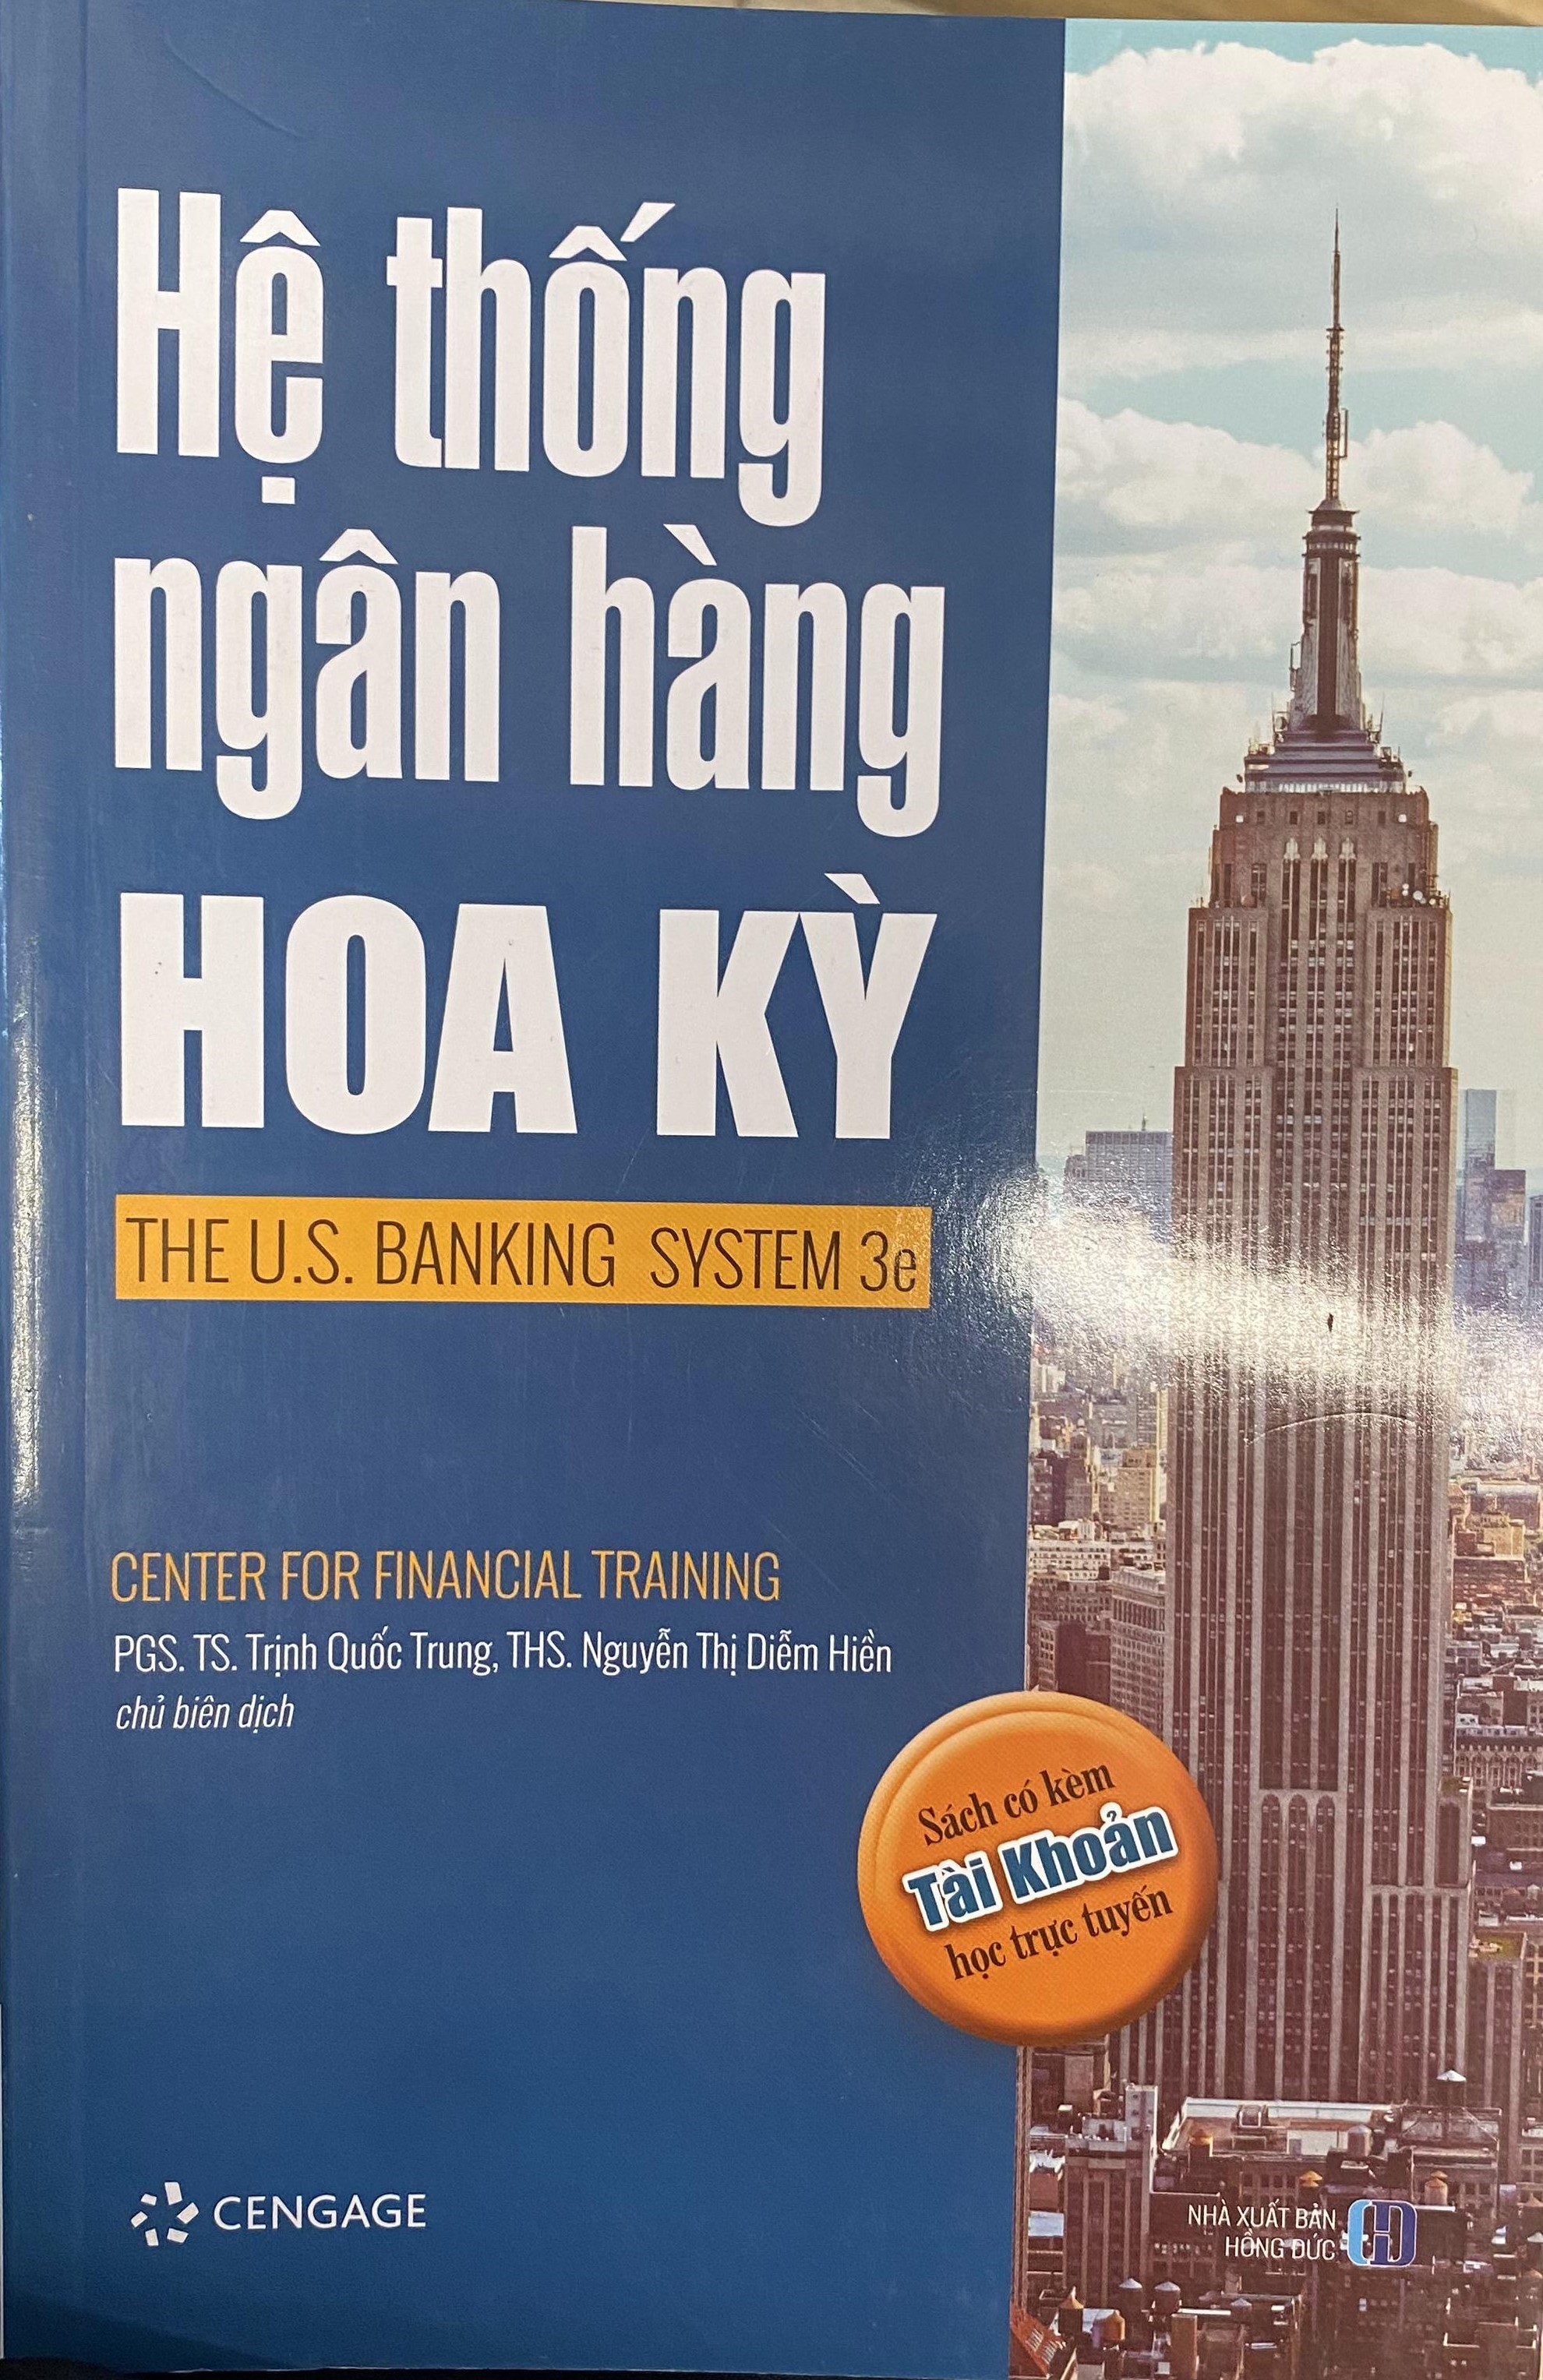 Hệ thống
ngân hàng
HOA KỲ
THE U.S. BANKING SYSTEM 3e
CENTER FOR FINANCIAL TRAINING
PGS. TS. Trịnh Quốc Trung, THS. Nguyễn Thị Diễm Hiền
chủ biên dịch
Sách có kèm
Tài Khoản
học trực tuyến
CENGAGE
NHÀ XUẤT BẢN
HỒNG ĐỨC